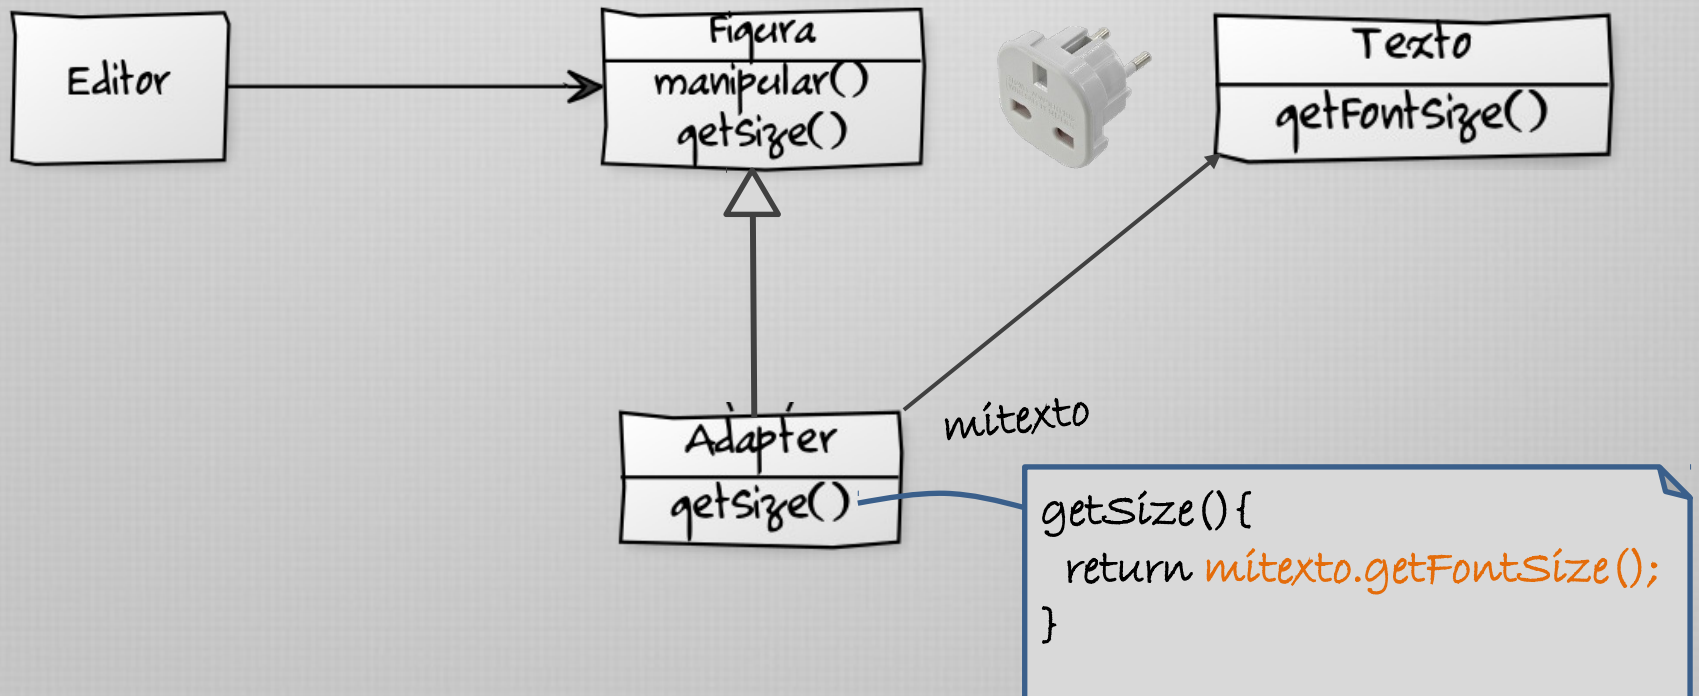 Editor
Figura
manipular()
getsize()
Texto
getFontSize()
mitexto
Adapter
getsize()
getSize(){
return mitexto.getFontSize();
}